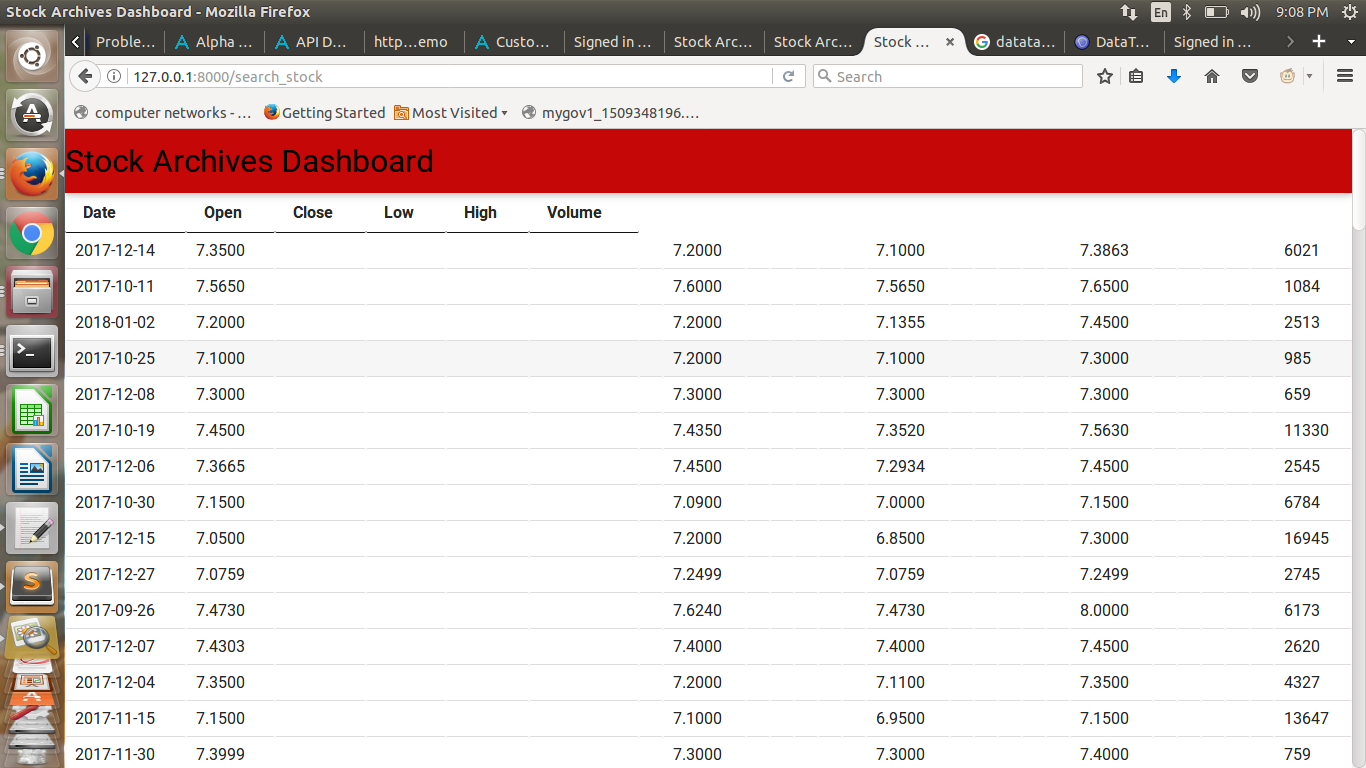 Stock Archives Dashboard - Mozilla Firefox En 9:08 PM
Proble... Alpha ... API D... http...emo Custo... Signed in ... Stock Arc... Stock Arc... Stock ... datata... DataT... Signed in ...
127.0.0.1:8000/search_stock Search
computer networks - ... Getting Started Most Visited mygov1_1509348196....
Stock Archives Dashboard
Date Open Close Low High Volume
2017-12-14 7.3500 7.2000 7.1000 7.3863 6021
2017-10-11 7.5650 7.6000 7.5650 7.6500 1084
2018-01-02 7.2000 7.2000 7.1355 7.4500 2513
2017-10-25 7.1000 7.2000 7.1000 7.3000 985
2017-12-08 7.3000 7.3000 7.3000 7.3000 659
2017-10-19 7.4500 7.4350 7.3520 7.5630 11330
2017-12-06 7.3665 7.4500 7.2934 7.4500 2545
2017-10-30 7.1500 7.0900 7.0000 7.1500 6784
2017-12-15 7.0500 7.2000 6.8500 7.3000 16945
2017-12-27 7.0759 7.2499 7.0759 7.2499 2745
2017-09-26 7.4730 7.6240 7.4730 8.0000 6173
2017-12-07 7.4303 7.4000 7.4000 7.4500 2620
2017-12-04 7.3500 7.2000 7.1100 7.3500 4327
2017-11-15 7.1500 7.1000 6.9500 7.1500 13647
2017-11-30 7.3999 7.3000 7.3000 7.4000 759